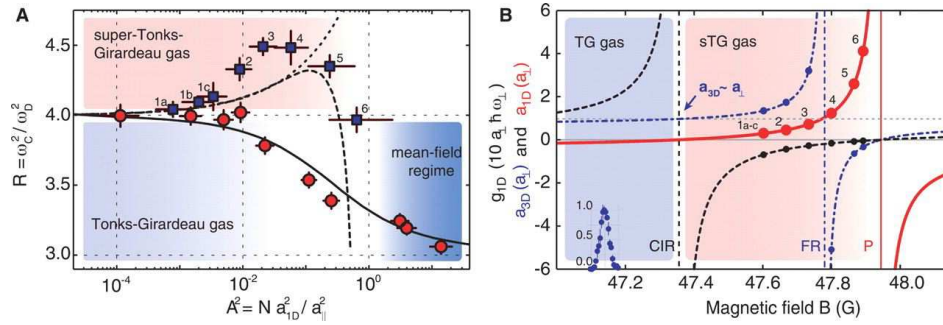 A
R = ω_C²/ω_D²
4.5
4.0
3.5
3.0
super-Tonks-
Girardeau gas
1a
1b
1c
2
3
4
5
6
mean-field
regime
Tonks-Girardeau gas
10⁻⁴
10⁻²
10⁰
A² = N a²_1D / a²_||
B
g_1D (10 a_⊥ ħω_⊥)
a_3D (a_⊥) and a_1D (a_⊥)
6
4
2
0
-2
-4
-6
TG gas
sTG gas
a_3D ~ a_⊥
1a-c
2
3
4
5
6
1.0
0.0
CIR
FR
P
47.2
47.4
47.6
47.8
48.0
Magnetic field B (G)